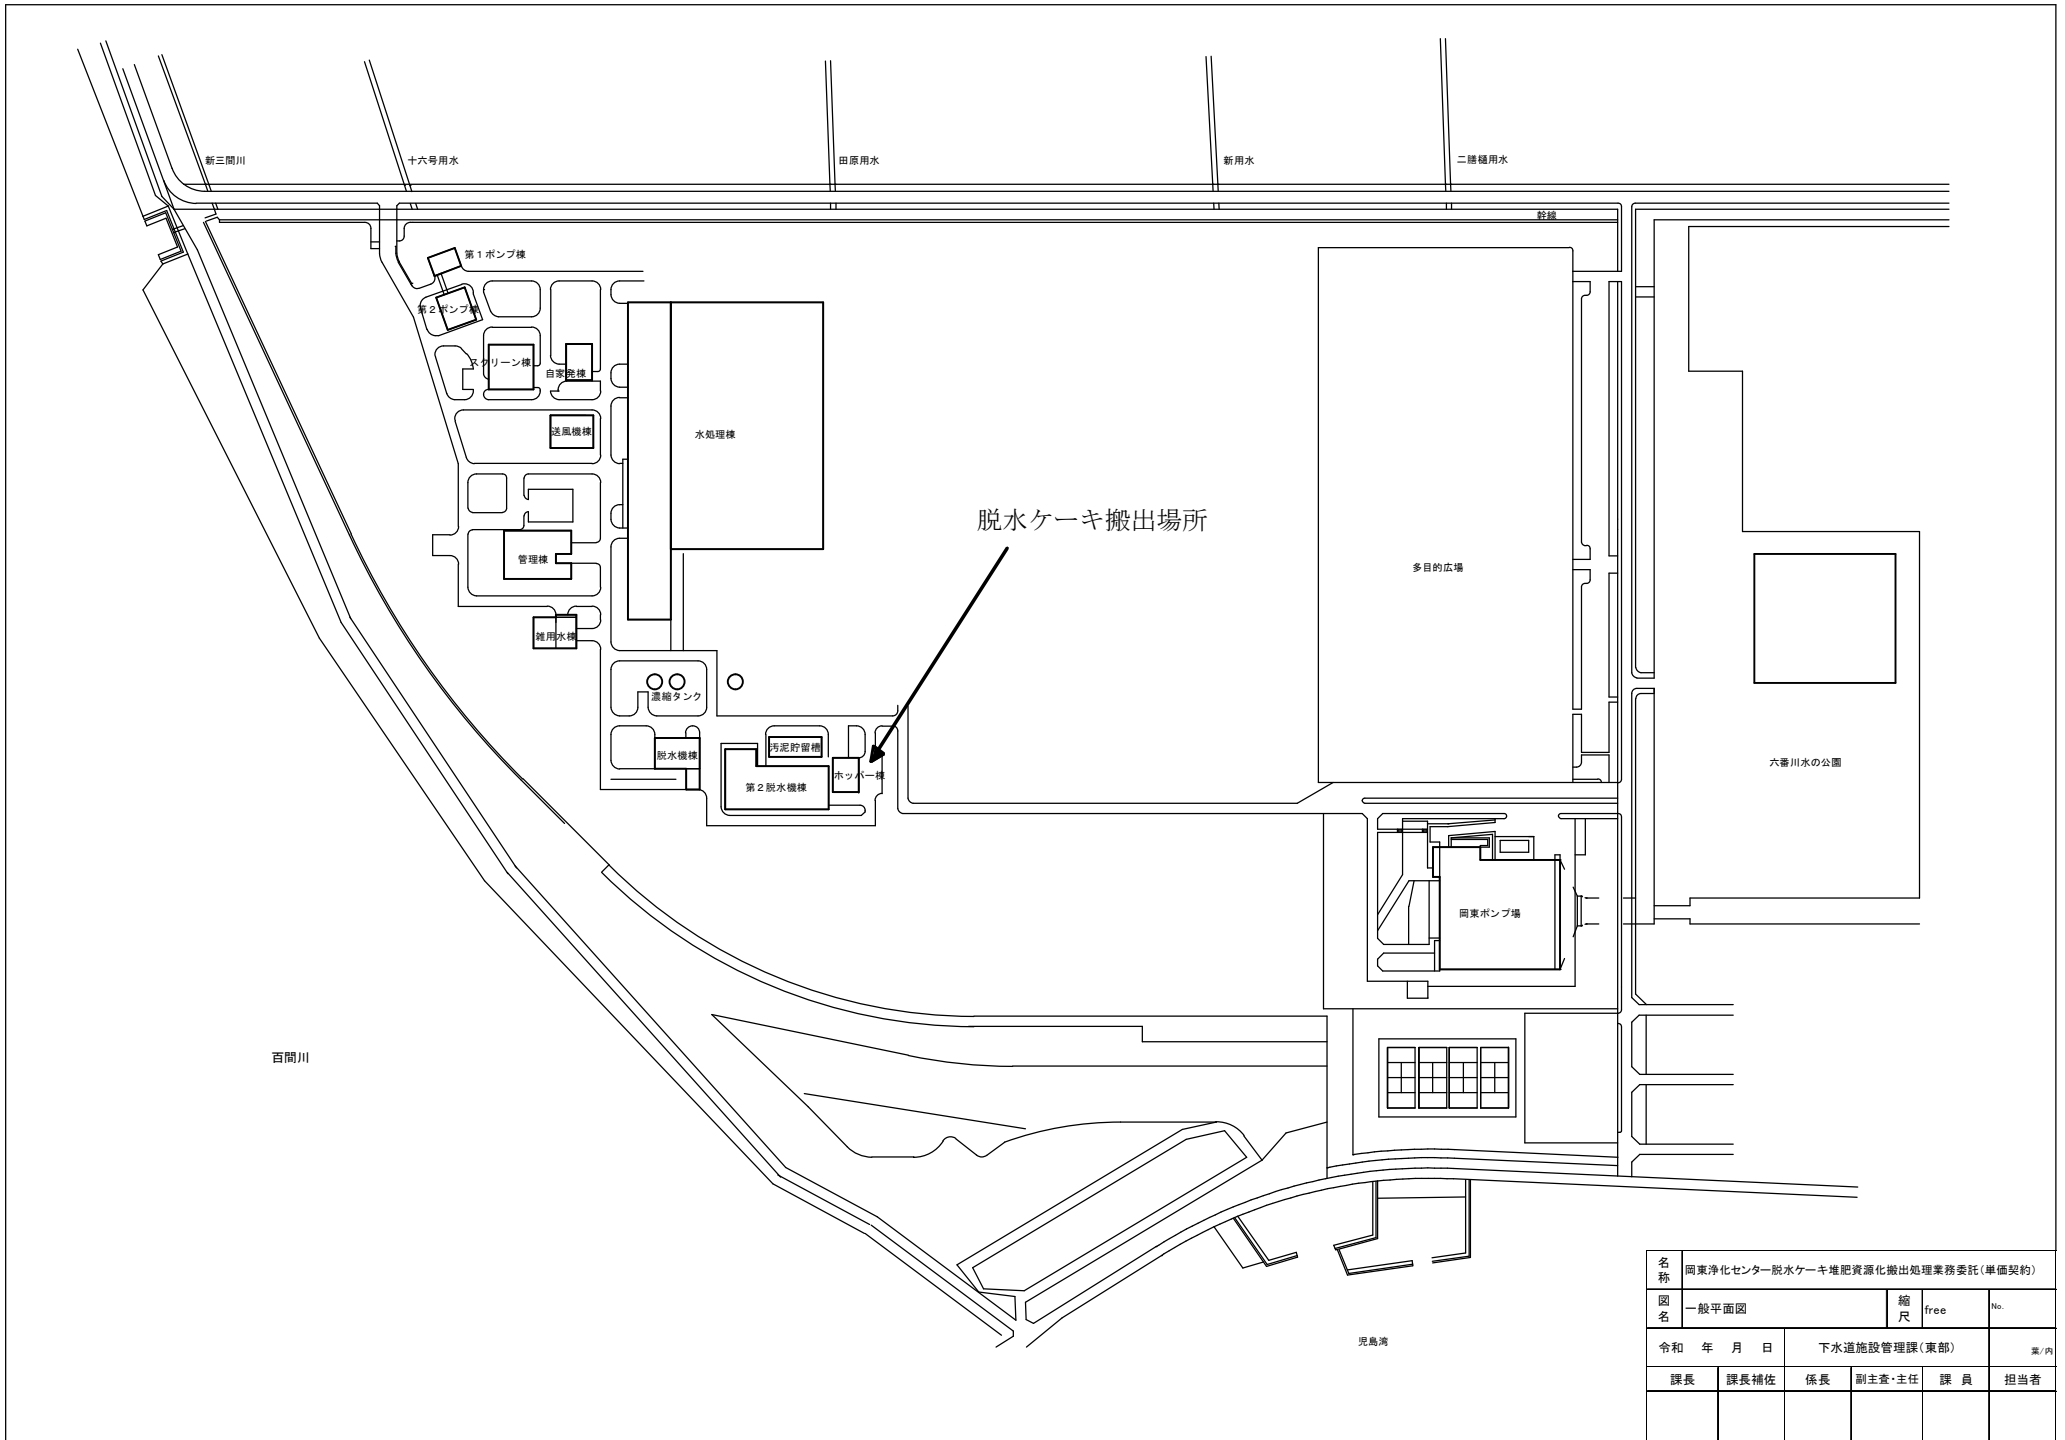 新三間川
十六号用水
田原用水
新用水
二膳樋用水
幹線
第1ポンプ棟
第2ポンプ棟
スクリーン棟
自家発棟
送風機棟
水処理棟
脱水ケーキ搬出場所
管理棟
多目的広場
雑用水棟
濃縮タンク
脱水機棟
汚泥貯留槽
ホッパー棟
第2脱水機棟
六番川水の公園
岡東ポンプ場
百間川
児島湾
名称 岡東浄化センター脱水ケーキ堆肥資源化搬出処理業務委託(単価契約)
図名 一般平面図 縮尺 free No.
令和 年 月 日 下水道施設管理課(東部) 葉/内
課長 課長補佐 係長 副主査・主任 課 員 担当者